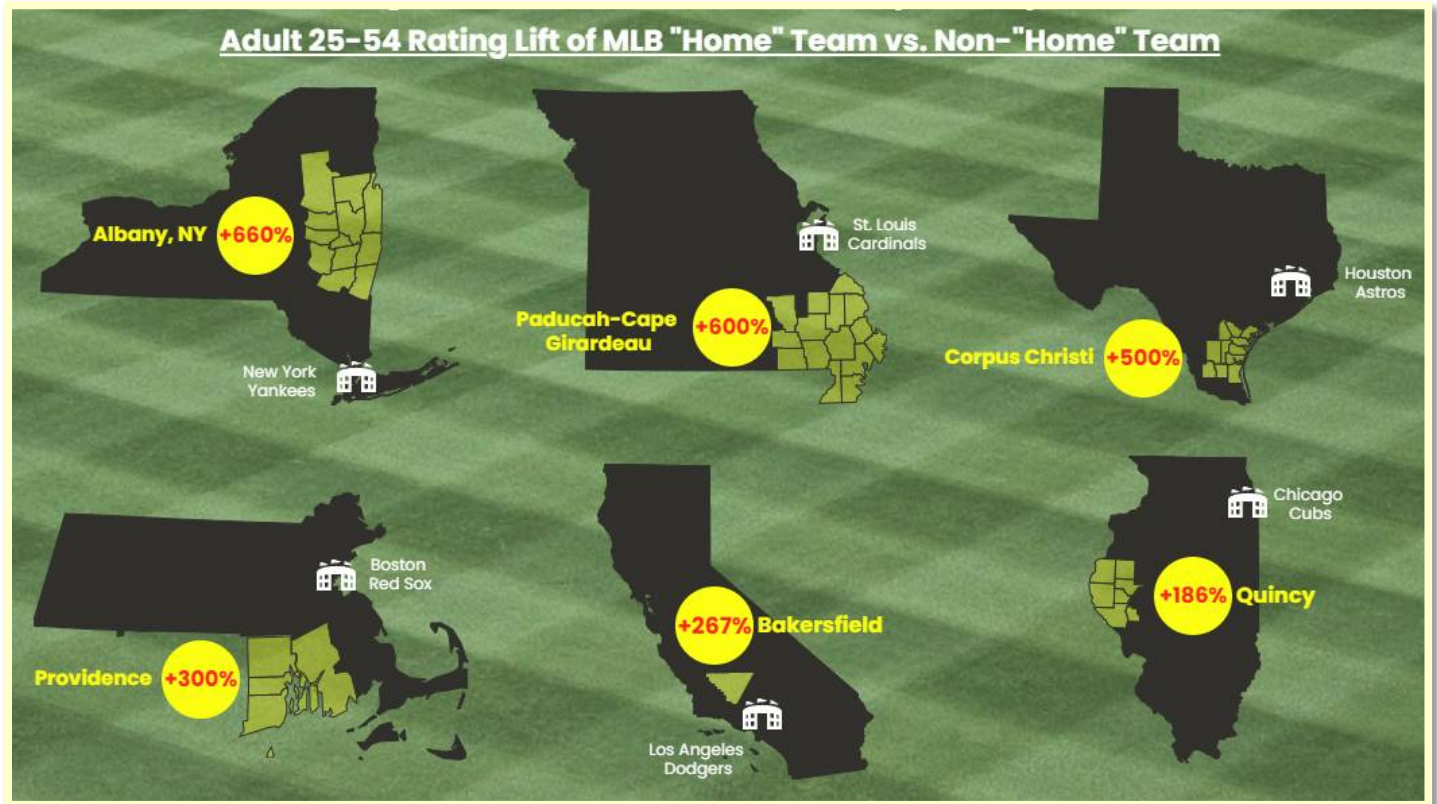 Adult 25-54 Rating Lift of MLB "Home" Team vs. Non-"Home" Team
Albany, NY
+660%
New York
Yankees
Paducah-Cape
Girardeau
+600%
St. Louis
Cardinals
Corpus Christi
+500%
Houston
Astros
Providence
+300%
Boston
Red Sox
+267%
Bakersfield
Los Angeles
Dodgers
+186%
Quincy
Chicago
Cubs